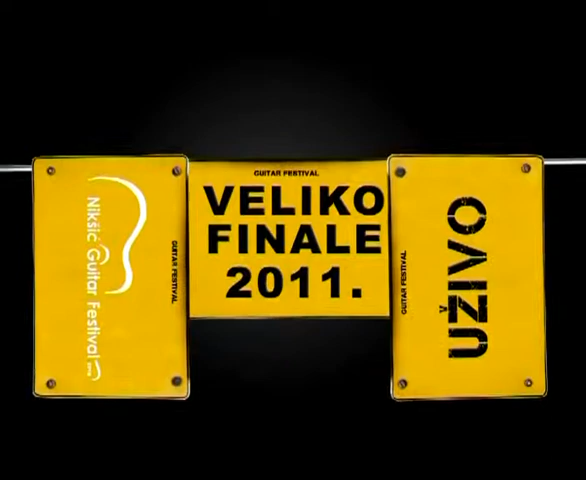 Nikšić Guitar Festival
GUITAR FESTIVAL
GUITAR FESTIVAL
VELIKO
FINALE
2011.
GUITAR FESTIVAL
UŽIVO